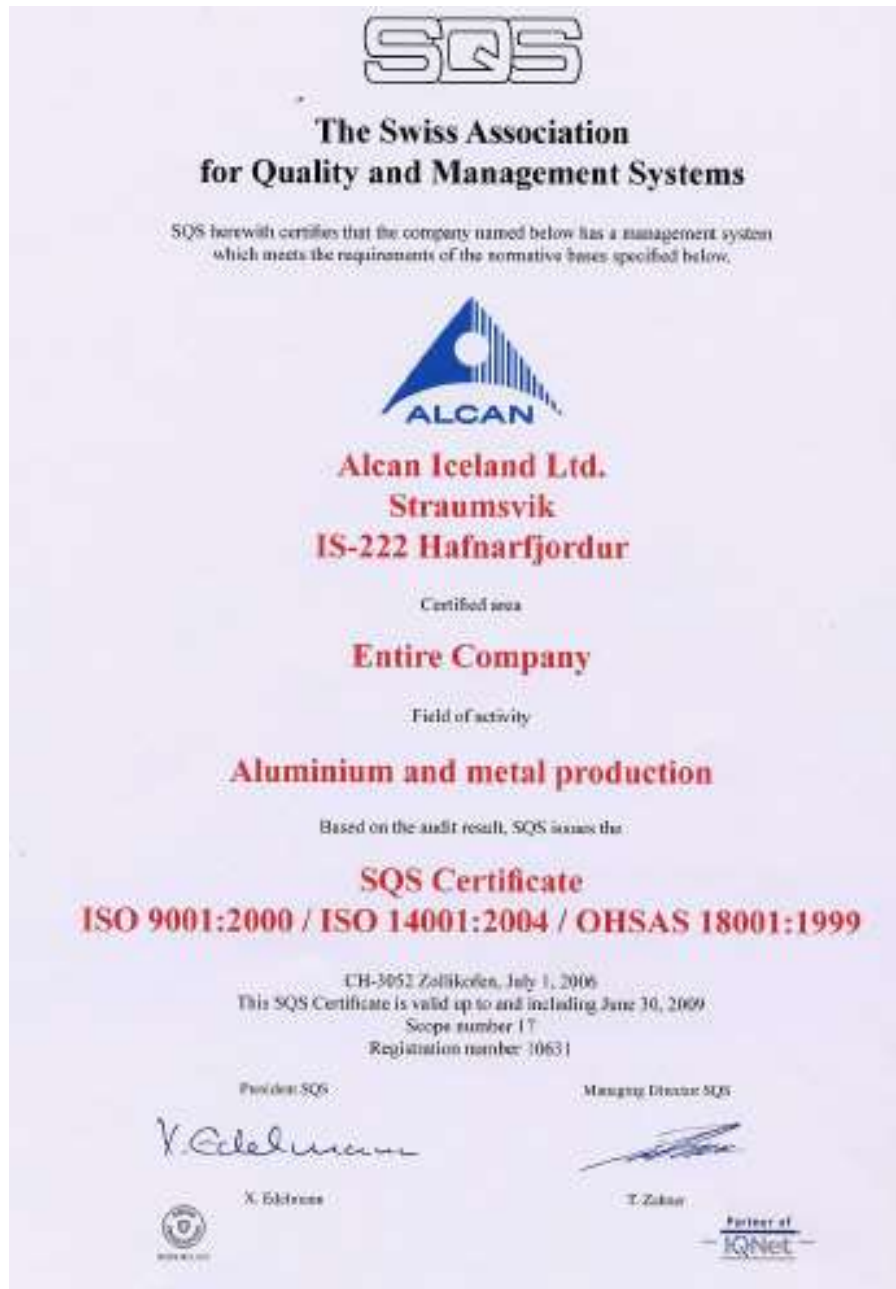 SQS
The Swiss Association
for Quality and Management Systems
SQS herewith certifies that the company named below has a management system
which meets the requirements of the normative bases specified below.
ALCAN
Alcan Iceland Ltd.
Straumsvik
IS-222 Hafnarfjordur
Certified area
Entire Company
Field of activity
Aluminium and metal production
Based on the audit result, SQS issues the
SQS Certificate
ISO 9001:2000 / ISO 14001:2004 / OHSAS 18001:1999
CH-3052 Zollikofen, July 1, 2006
This SQS Certificate is valid up to and including June 30, 2009
Scope number 17
Registration number 10631
President SQS
Managing Director SQS
X. Edelmann
X. Edelmann
T. Zahner
Partner of
IQNet